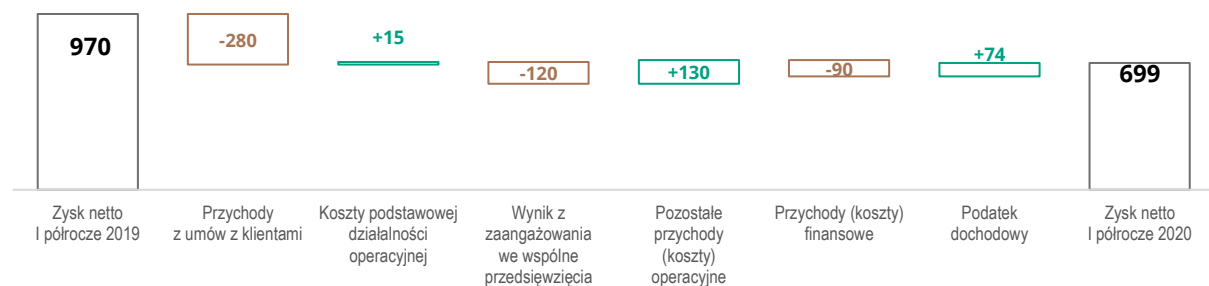 970
-280
+15
-120
+130
-90
+74
699
Zysk netto
I półrocze 2019
Przychody
z umów z klientami
Koszty podstawowej
działalności
operacyjnej
Wynik z
zaangażowania
we wspólne
przedsięwzięcia
Pozostałe
przychody
(koszty)
operacyjne
Przychody (koszty)
finansowe
Podatek
dochodowy
Zysk netto
I półrocze 2020